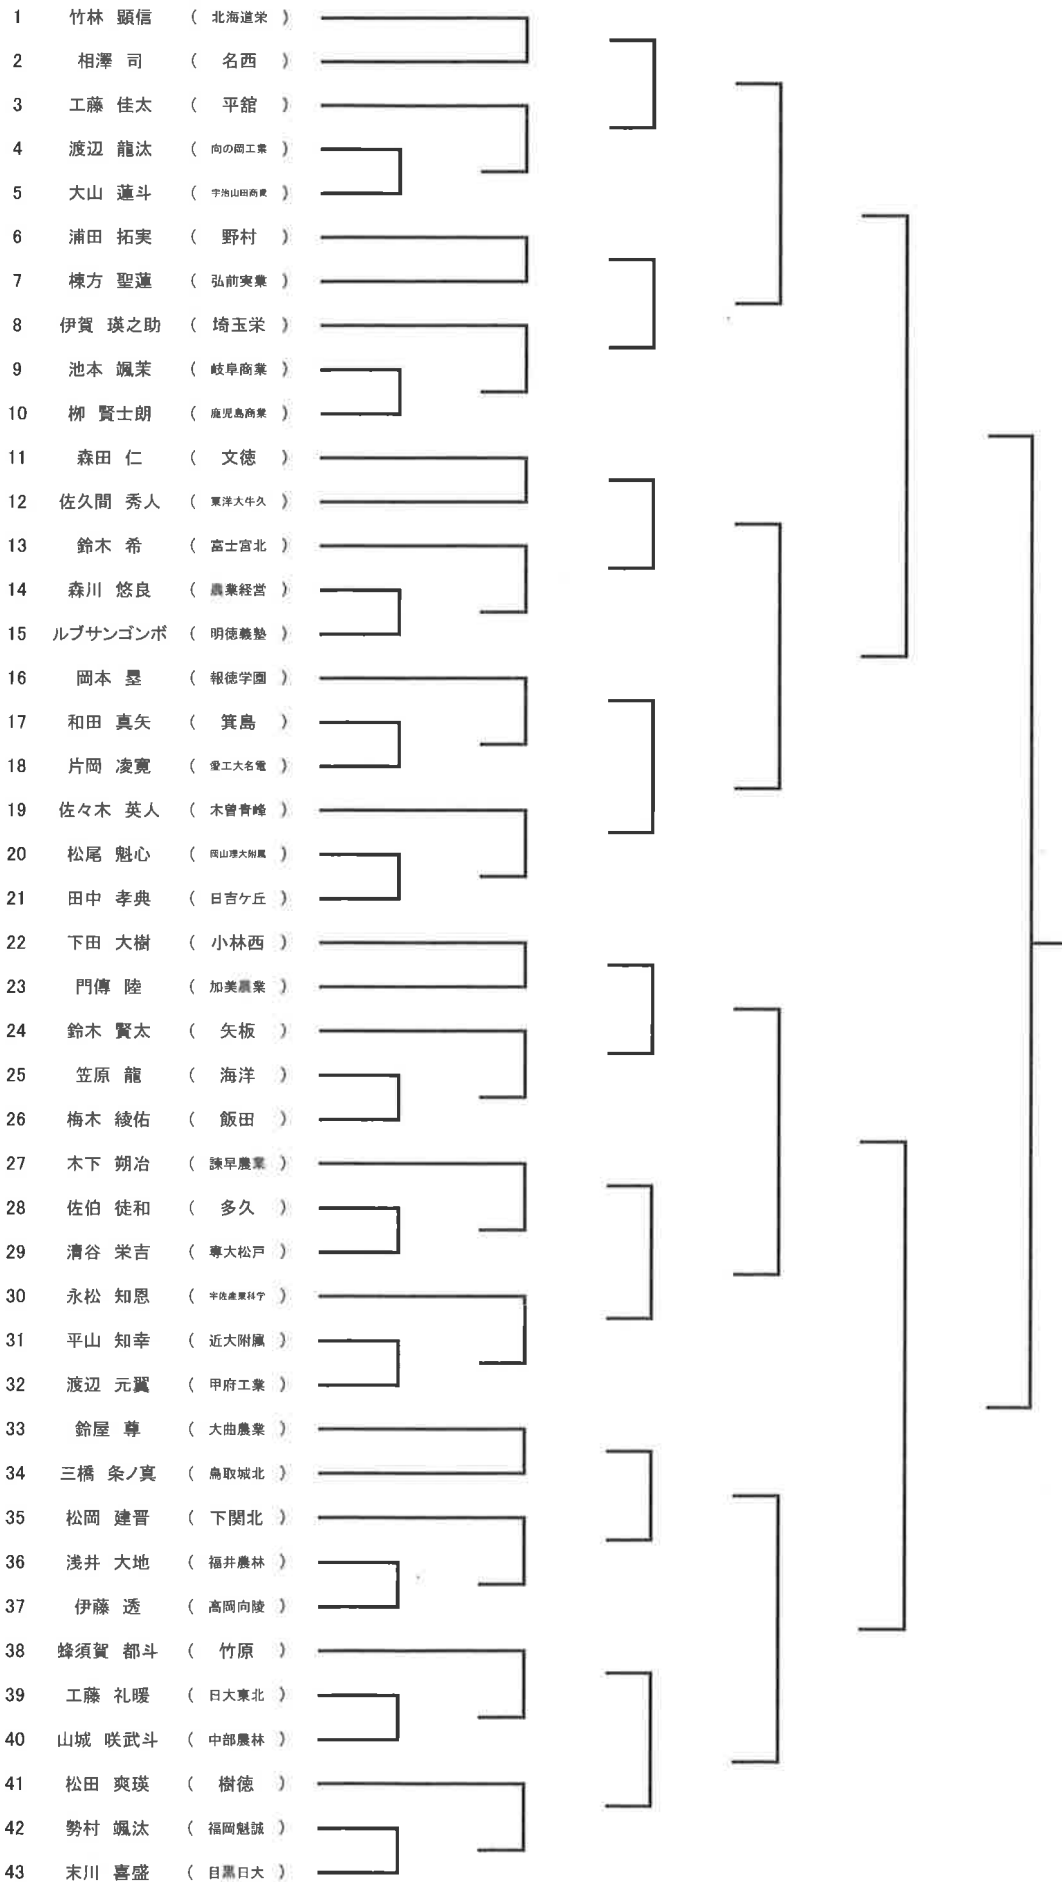 1 竹林 顕信 （ 北海道栄 ）
2 相澤 司 （ 名西 ）
3 工藤 佳太 （ 平舘 ）
4 渡辺 龍汰 （ 向の岡工業 ）
5 大山 蓮斗 （ 宇治山田商業 ）
6 浦田 拓実 （ 野村 ）
7 棟方 聖蓮 （ 弘前実業 ）
8 伊賀 瑛之助 （ 埼玉栄 ）
9 池本 颯茉 （ 岐阜商業 ）
10 柳 賢士朗 （ 鹿児島商業 ）
11 森田 仁 （ 文徳 ）
12 佐久間 秀人 （ 東洋大牛久 ）
13 鈴木 希 （ 富士宮北 ）
14 森川 悠良 （ 農業経営 ）
15 ルブサンゴンボ （ 明徳義塾 ）
16 岡本 塁 （ 報徳学園 ）
17 和田 真矢 （ 箕島 ）
18 片岡 凌寛 （ 愛工大名電 ）
19 佐々木 英人 （ 木曽青峰 ）
20 松尾 魁心 （ 岡山理大附属 ）
21 田中 孝典 （ 日吉ケ丘 ）
22 下田 大樹 （ 小林西 ）
23 門傳 陸 （ 加美農業 ）
24 鈴木 賢太 （ 矢板 ）
25 笠原 龍 （ 海洋 ）
26 梅木 綾佑 （ 飯田 ）
27 木下 朔冶 （ 諫早農業 ）
28 佐伯 徒和 （ 多久 ）
29 濵谷 栄吉 （ 専大松戸 ）
30 永松 知恩 （ 宇佐産業科学 ）
31 平山 知幸 （ 近大附属 ）
32 渡辺 元翼 （ 甲府工業 ）
33 鈴屋 尊 （ 大曲農業 ）
34 三橋 条ノ真 （ 鳥取城北 ）
35 松岡 建晋 （ 下関北 ）
36 浅井 大地 （ 福井農林 ）
37 伊藤 透 （ 高岡向陵 ）
38 蜂須賀 都斗 （ 竹原 ）
39 工藤 礼暖 （ 日大東北 ）
40 山城 咲武斗 （ 中部農林 ）
41 松田 爽瑛 （ 樹徳 ）
42 勢村 颯汰 （ 福岡魁誠 ）
43 末川 喜盛 （ 目黒日大 ）